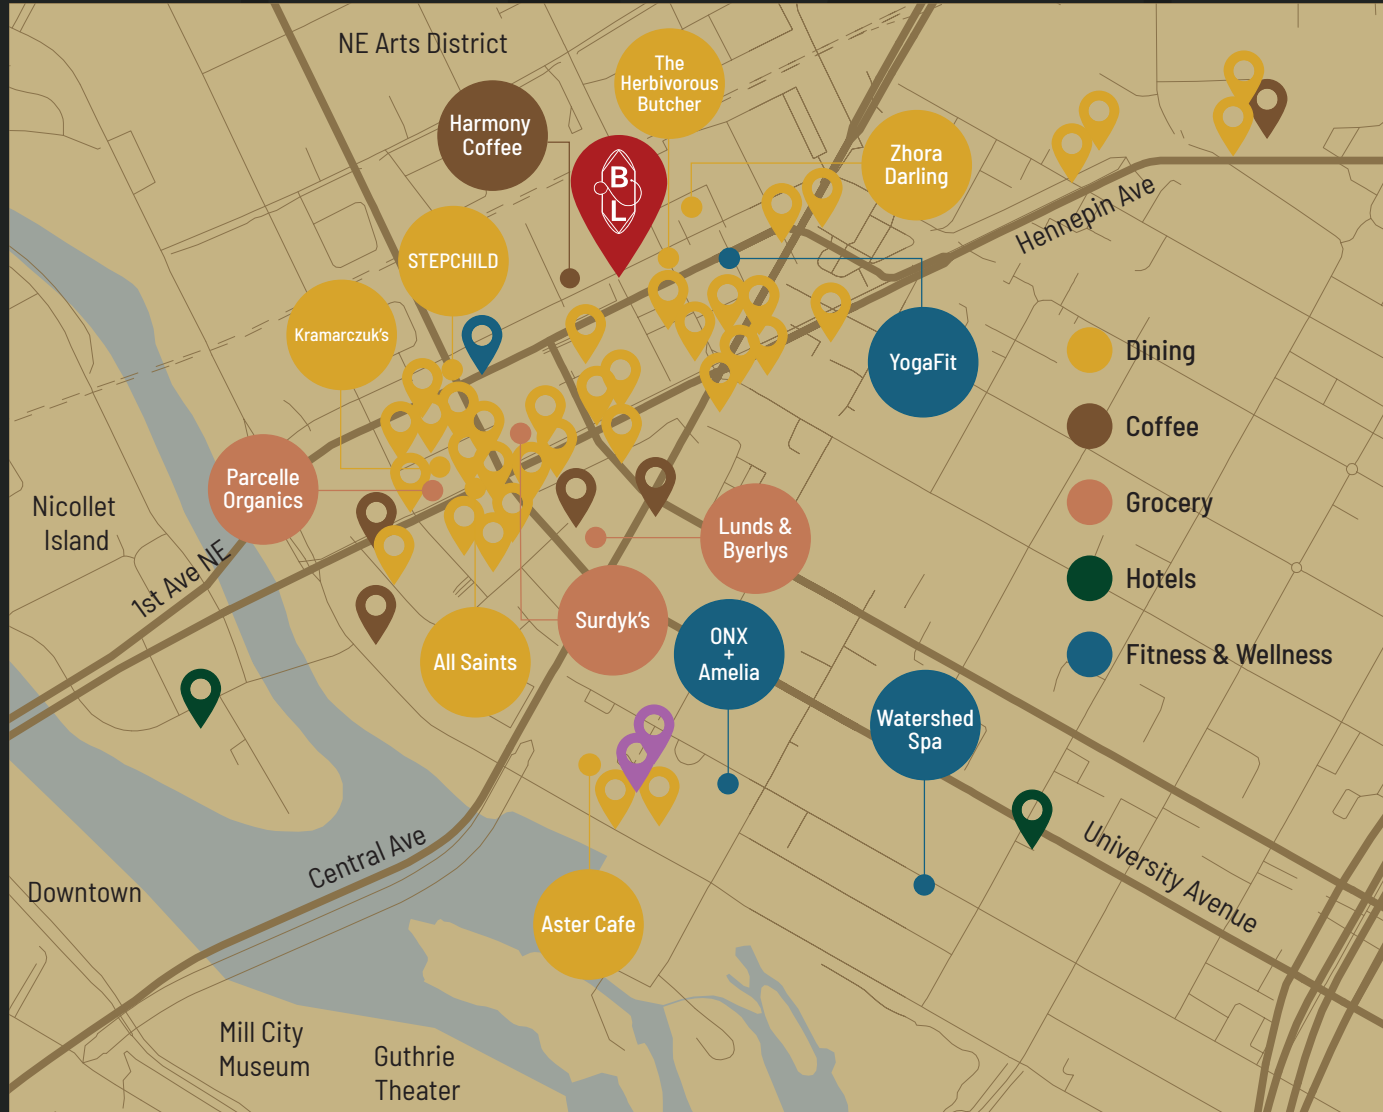 NE Arts District
The
Herbivorous
Butcher
Harmony
Coffee
B
L
Zhora
Darling
Hennepin Ave
STEPCHILD
Kramarczuk's
YogaFit
Dining
Coffee
Grocery
Hotels
Fitness & Wellness
Parcelle
Organics
Nicollet
Island
1st Ave NE
Lunds &
Byerlys
Surdyk's
All Saints
ONX
+
Amelia
Watershed
Spa
Central Ave
University Avenue
Downtown
Aster Cafe
Mill City
Museum
Guthrie
Theater